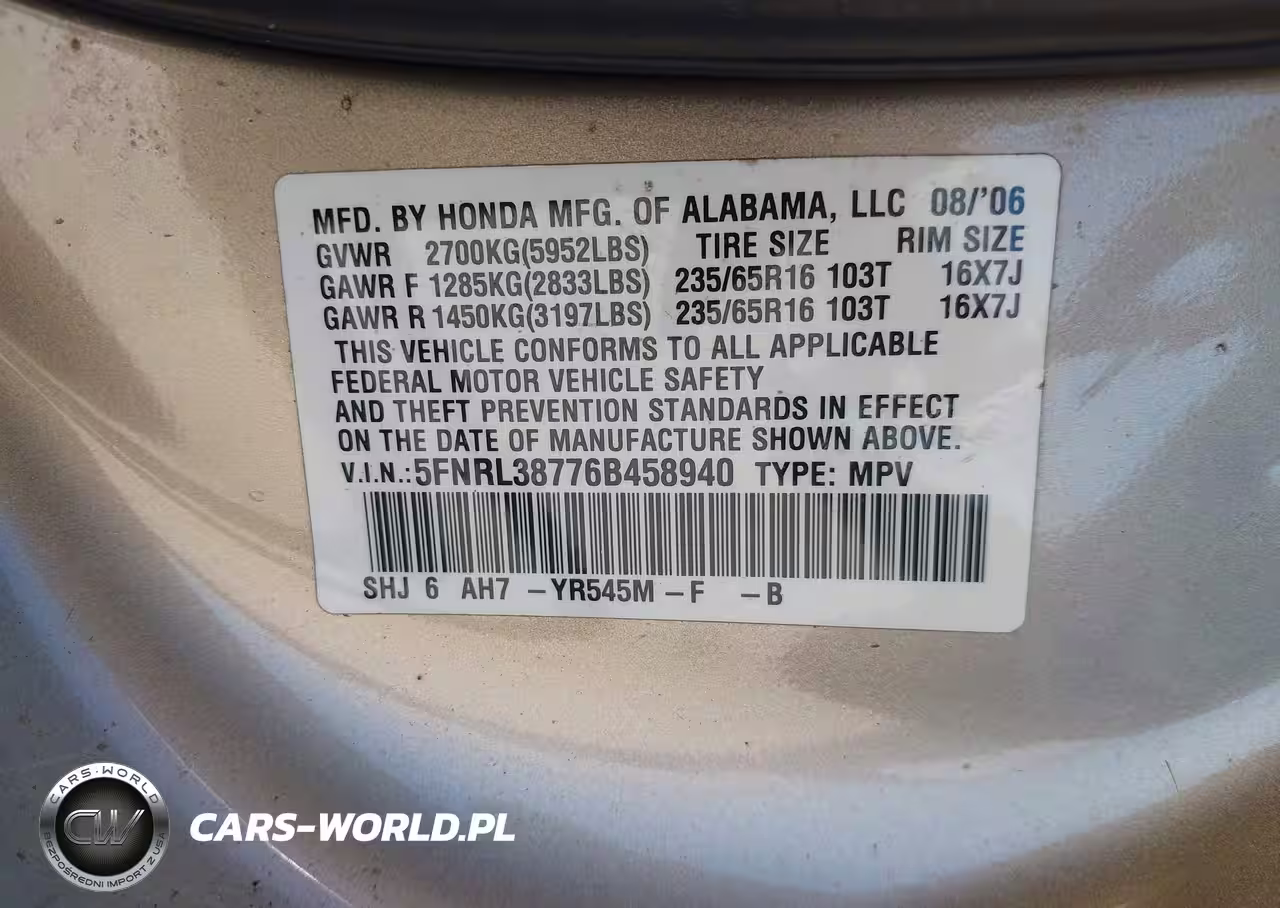 MFD. BY HONDA MFG. OF ALABAMA, LLC 08/'06
GVWR 2700KG(5952LBS) TIRE SIZE RIM SIZE
GAWR F 1285KG(2833LBS) 235/65R16 103T 16X7J
GAWR R 1450KG(3197LBS) 235/65R16 103T 16X7J
THIS VEHICLE CONFORMS TO ALL APPLICABLE
FEDERAL MOTOR VEHICLE SAFETY
AND THEFT PREVENTION STANDARDS IN EFFECT
ON THE DATE OF MANUFACTURE SHOWN ABOVE.
V.I.N.: 5FNRL38776B458940 TYPE: MPV
SHJ 6 AH7 -YR545M -F -B
CARS-WORLD
CW
BEZPOŚREDNI IMPORT Z USA
CARS-WORLD.PL